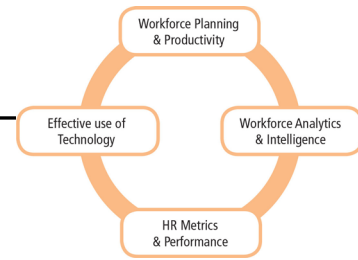 Workforce Planning
& Productivity
Effective use of
Technology
Workforce Analytics
& Intelligence
HR Metrics
& Performance